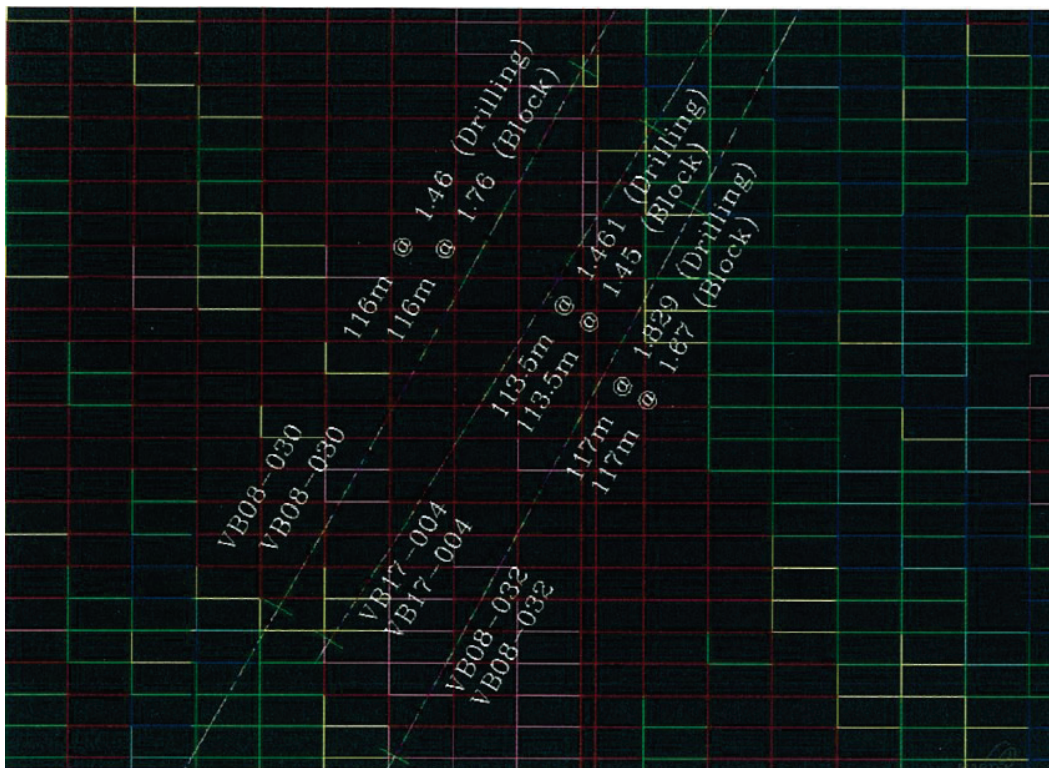 VB08-030 116m @ 1.46 (Drilling)
VB08-030 116m @ 1.76 (Block)
VB17-004 113.5m @ 1.461 (Drilling)
VB17-004 113.5m @ 1.45 (Block)
VB08-032 117m @ 1.829 (Drilling)
VB08-032 117m @ 1.67 (Block)